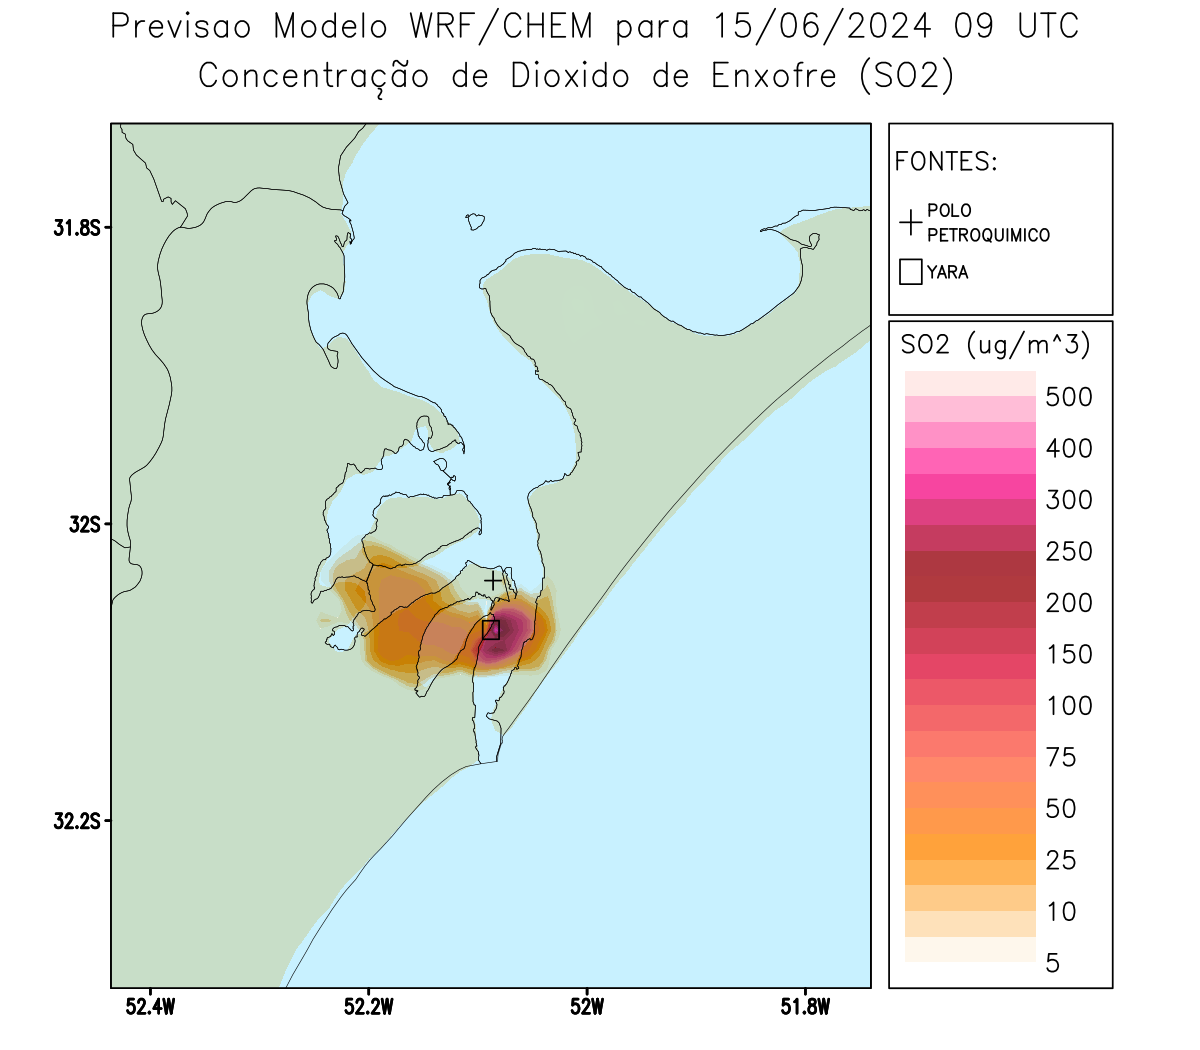 Previsao Modelo WRF/CHEM para 15/06/2024 09 UTC
Concentração de Dioxido de Enxofre (SO2)
FONTES:
POLO
PETROQUIMICO
YARA
SO2 (ug/m^3)
500
400
300
250
200
150
100
75
50
25
10
5
31.8S
32S
32.2S
52.4W
52.2W
52W
51.8W